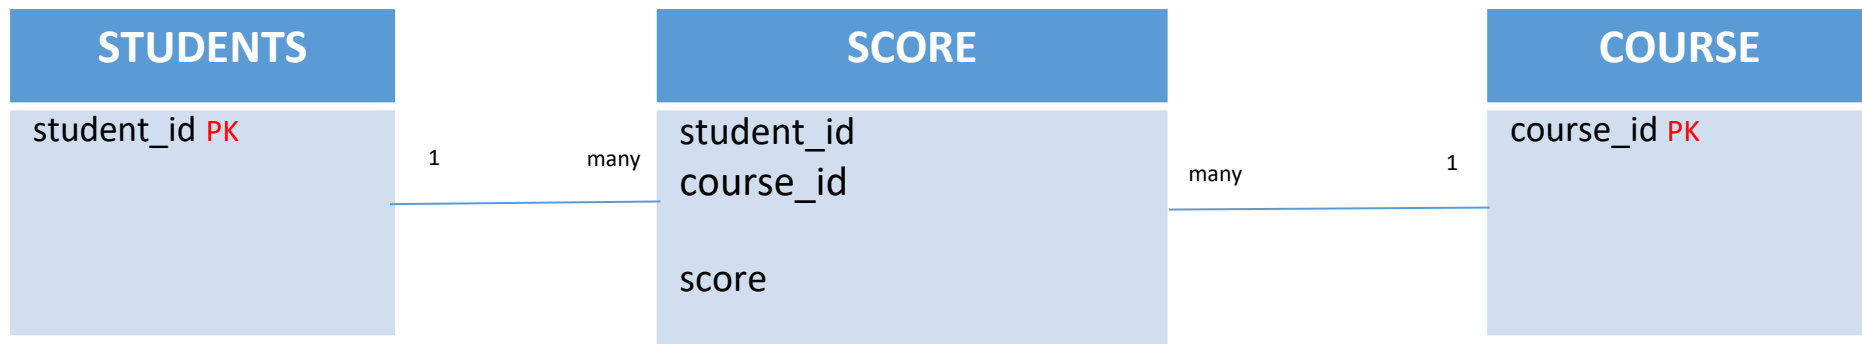 STUDENTS
student_id PK
1
many
SCORE
student_id
course_id
score
many
1
COURSE
course_id PK